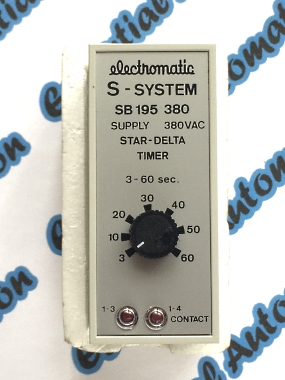 electromatic
S - SYSTEM
SB 195 380
SUPPLY 380VAC
STAR-DELTA
TIMER
3 - 60 sec.
30
20 40
10 50
3 60
1-3 1-4
CONTACT